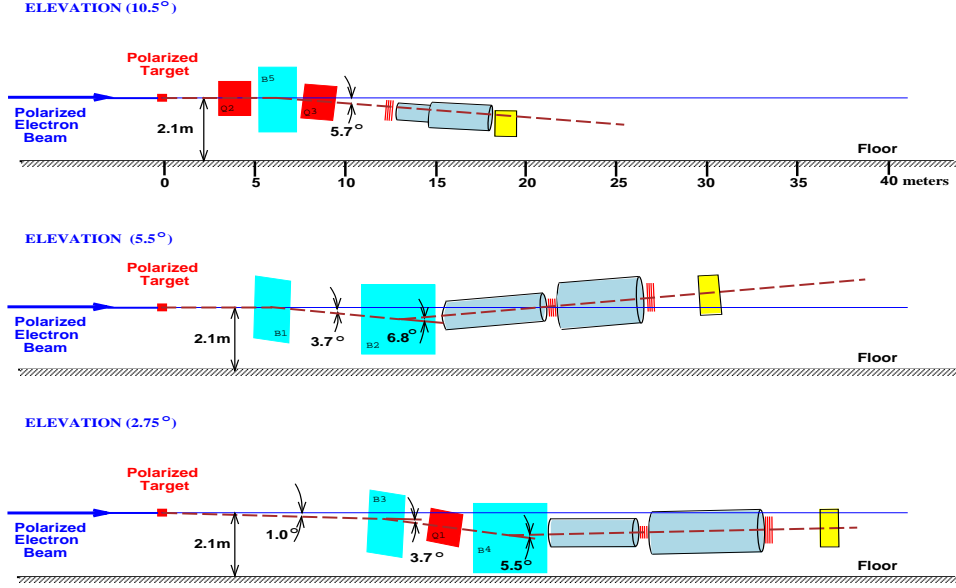 ELEVATION (10.5°)
Polarized
Target
B5
Q2
Q3
Polarized
Electron
Beam
2.1m
5.7°
Floor
0 5 10 15 20 25 30 35 40 meters
ELEVATION (5.5°)
Polarized
Target
Polarized
Electron
Beam
B1
2.1m
3.7°
6.8°
B2
Floor
ELEVATION (2.75°)
Polarized
Target
B3
Polarized
Electron
Beam
1.0°
Q1
2.1m
3.7°
B4
5.5°
Floor